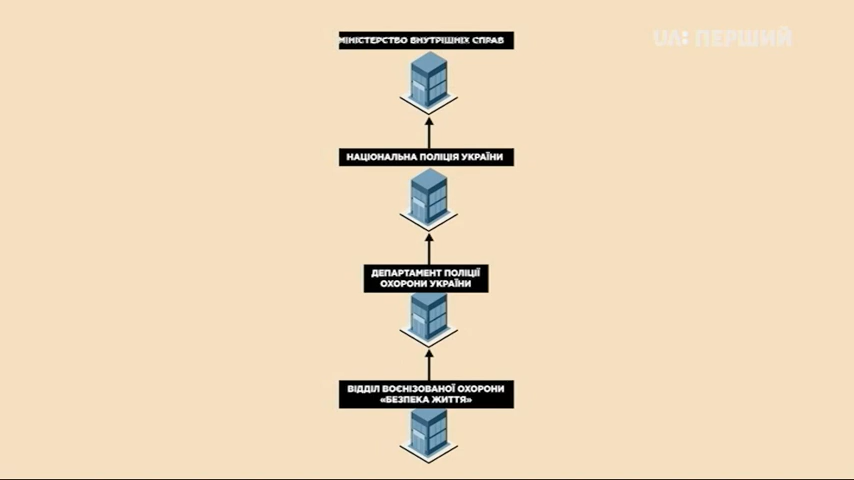 МІНІСТЕРСТВО ВНУТРІШНІХ СПРАВ
UA: ПЕРШИЙ
НАЦІОНАЛЬНА ПОЛІЦІЯ УКРАЇНИ
ДЕПАРТАМЕНТ ПОЛІЦІЇ
ОХОРОНИ УКРАЇНИ
ВІДДІЛ ВОЄНІЗОВАНОЇ ОХОРОНИ
«БЕЗПЕКА ЖИТТЯ»